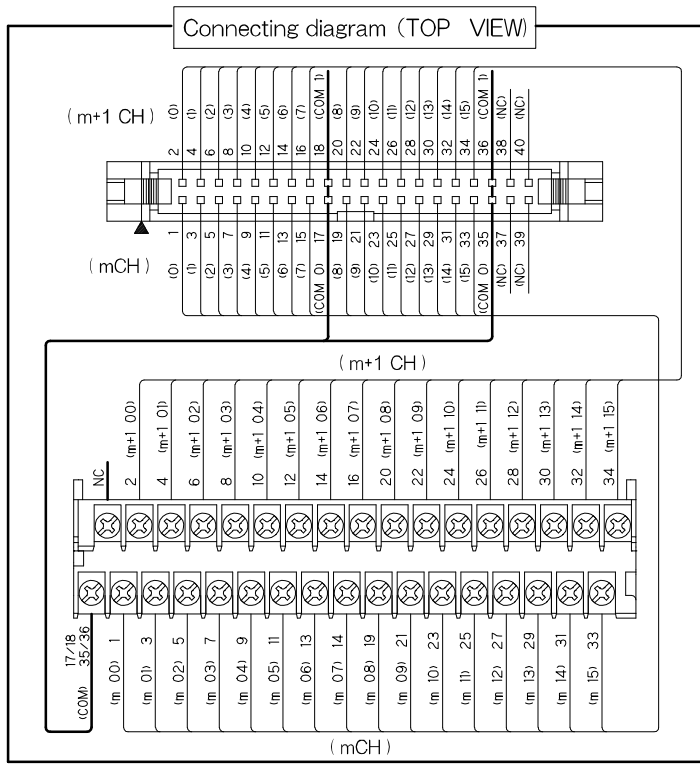 Connecting diagram (TOP VIEW)
(m+1 CH)
(0) (1) (2) (3) (4) (5) (6) (7) (COM 1) (8) (9) (10) (11) (12) (13) (14) (15) (COM 1) (NC) (NC)
2 4 6 8 10 12 14 16 18 20 22 24 26 28 30 32 34 36 38 40
1 3 5 7 9 11 13 15 17 19 21 23 25 27 29 31 33 35 37 39
(mCH)
(0) (1) (2) (3) (4) (5) (6) (7) (COM 0) (8) (9) (10) (11) (12) (13) (14) (15) (COM 0) (NC) (NC)
(m+1 CH)
(m+1 00) (m+1 01) (m+1 02) (m+1 03) (m+1 04) (m+1 05) (m+1 06) (m+1 07) (m+1 08) (m+1 09) (m+1 10) (m+1 11) (m+1 12) (m+1 13) (m+1 14) (m+1 15)
NC 2 4 6 8 10 12 14 16 20 22 24 26 28 30 32 34
17/18
35/36
1 3 5 7 9 11 13 14 19 21 23 25 27 29 31 33
(COM) (m 00) (m 01) (m 02) (m 03) (m 04) (m 05) (m 06) (m 07) (m 08) (m 09) (m 10) (m 11) (m 12) (m 13) (m 14) (m 15)
(mCH)